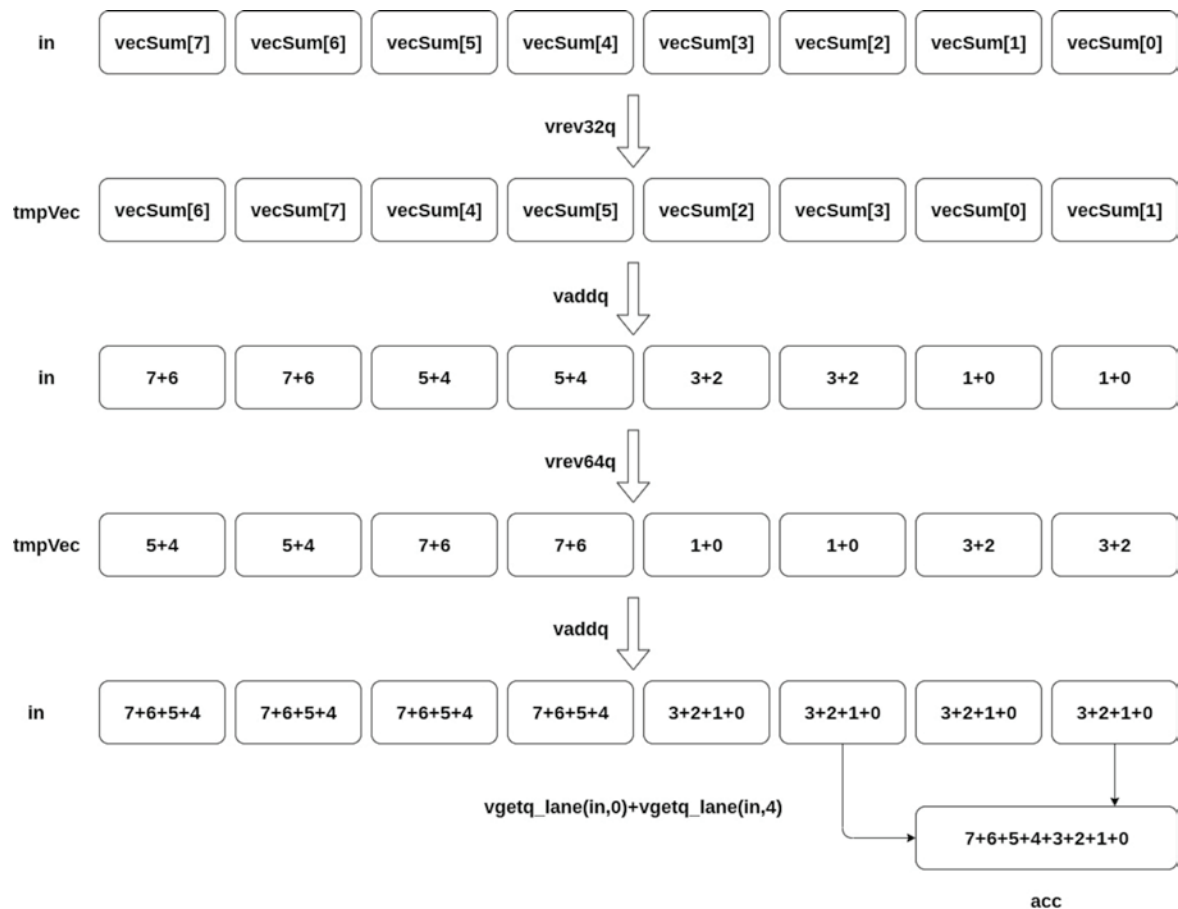 in vecSum[7] vecSum[6] vecSum[5] vecSum[4] vecSum[3] vecSum[2] vecSum[1] vecSum[0]
vrev32q
tmpVec vecSum[6] vecSum[7] vecSum[4] vecSum[5] vecSum[2] vecSum[3] vecSum[0] vecSum[1]
vaddq
in 7+6 7+6 5+4 5+4 3+2 3+2 1+0 1+0
vrev64q
tmpVec 5+4 5+4 7+6 7+6 1+0 1+0 3+2 3+2
vaddq
in 7+6+5+4 7+6+5+4 7+6+5+4 7+6+5+4 3+2+1+0 3+2+1+0 3+2+1+0 3+2+1+0
vgetq_lane(in,0)+vgetq_lane(in,4)
7+6+5+4+3+2+1+0
acc